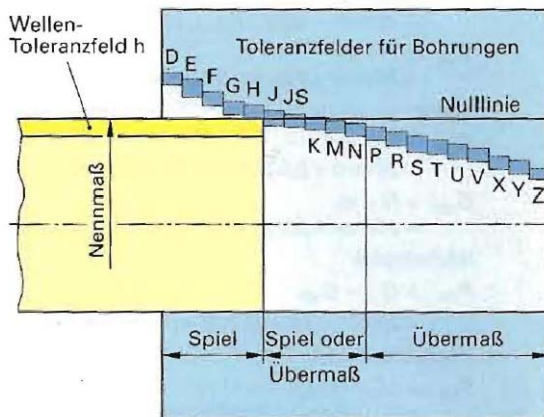 Wellen-
Toleranzfeld h
Toleranzfelder für Bohrungen
D
E
F
G H J JS
Nulllinie
K M N P R S T U V X Y Z
Nennmaß
Spiel
Spiel oder
Übermaß
Übermaß